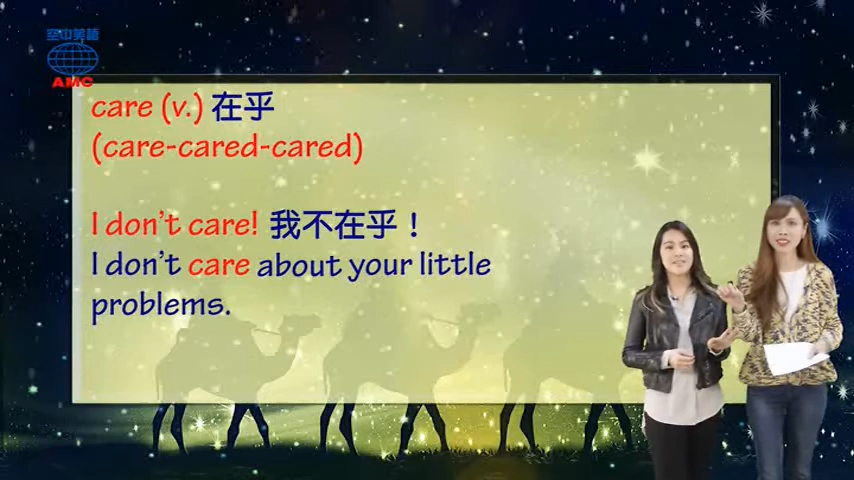 空中美語
AMC
care (v.) 在乎
(care-cared-cared)
I don't care! 我不在乎！
I don't care about your little
problems.